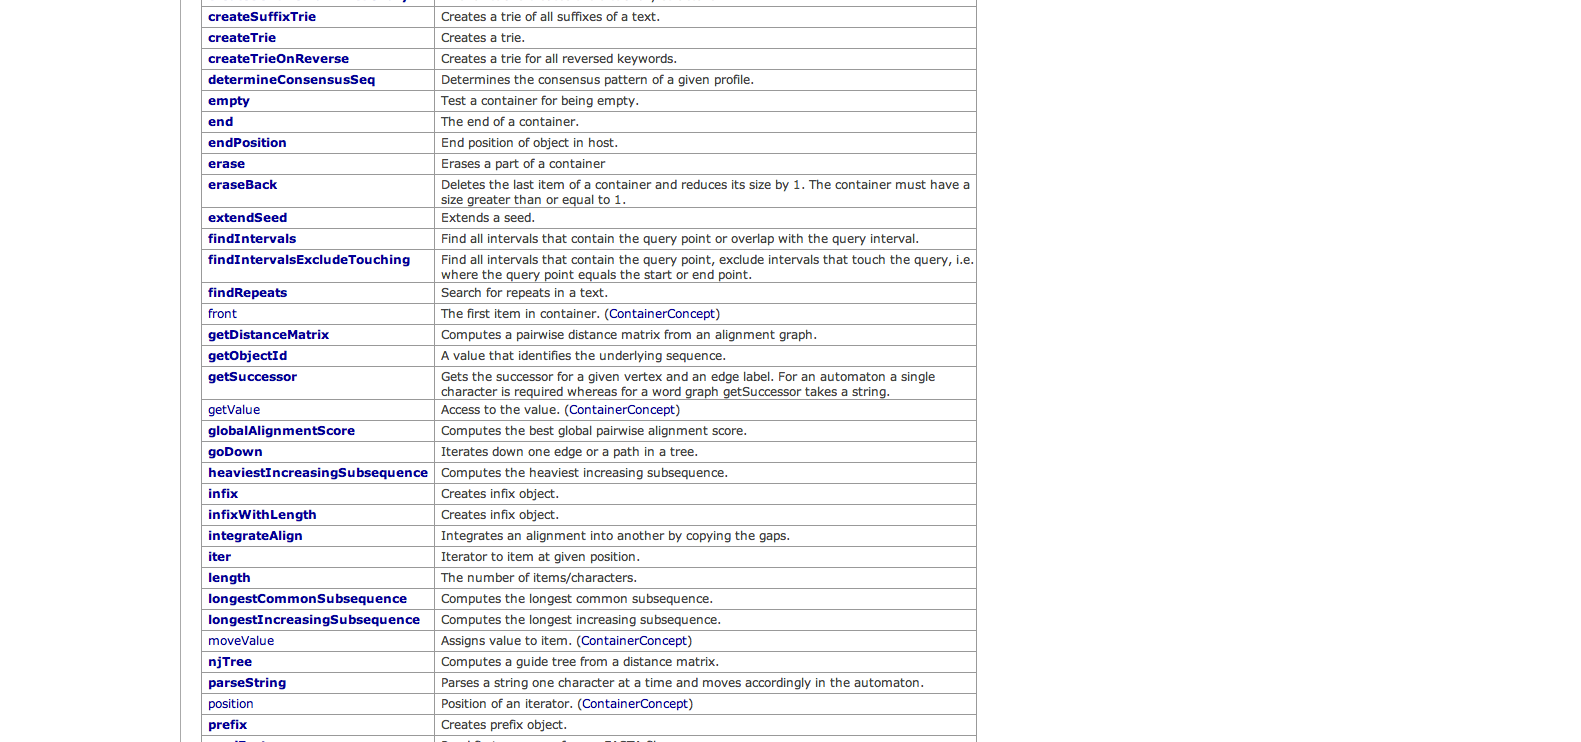 createSuffixTrie Creates a trie of all suffixes of a text.
createTrie Creates a trie.
createTrieOnReverse Creates a trie for all reversed keywords.
determineConsensusSeq Determines the consensus pattern of a given profile.
empty Test a container for being empty.
end The end of a container.
endPosition End position of object in host.
erase Erases a part of a container
eraseBack Deletes the last item of a container and reduces its size by 1. The container must have a
size greater than or equal to 1.
extendSeed Extends a seed.
findIntervals Find all intervals that contain the query point or overlap with the query interval.
findIntervalsExcludeTouching Find all intervals that contain the query point, exclude intervals that touch the query, i.e.
where the query point equals the start or end point.
findRepeats Search for repeats in a text.
front The first item in container. (ContainerConcept)
getDistanceMatrix Computes a pairwise distance matrix from an alignment graph.
getObjectId A value that identifies the underlying sequence.
getSuccessor Gets the successor for a given vertex and an edge label. For an automaton a single
character is required whereas for a word graph getSuccessor takes a string.
getValue Access to the value. (ContainerConcept)
globalAlignmentScore Computes the best global pairwise alignment score.
goDown Iterates down one edge or a path in a tree.
heaviestIncreasingSubsequence Computes the heaviest increasing subsequence.
infix Creates infix object.
infixWithLength Creates infix object.
integrateAlign Integrates an alignment into another by copying the gaps.
iter Iterator to item at given position.
length The number of items/characters.
longestCommonSubsequence Computes the longest common subsequence.
longestIncreasingSubsequence Computes the longest increasing subsequence.
moveValue Assigns value to item. (ContainerConcept)
njTree Computes a guide tree from a distance matrix.
parseString Parses a string one character at a time and moves accordingly in the automaton.
position Position of an iterator. (ContainerConcept)
prefix Creates prefix object.